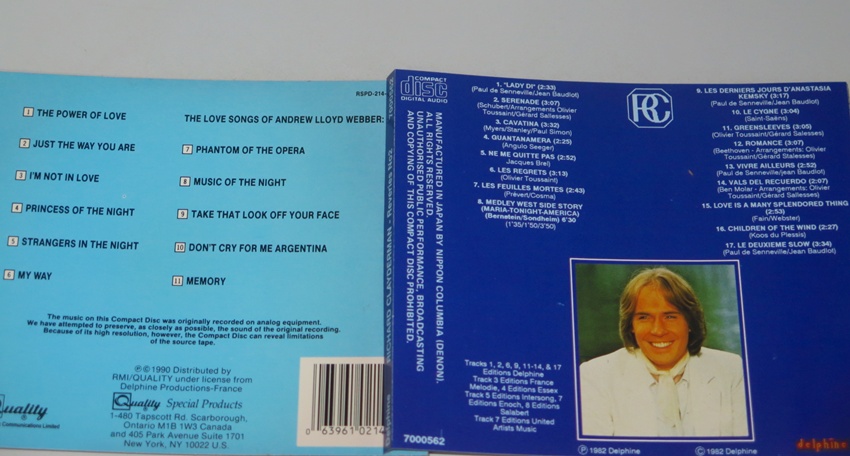 RSPD-214
1 THE POWER OF LOVE
2 JUST THE WAY YOU ARE
3 I'M NOT IN LOVE
4 PRINCESS OF THE NIGHT
5 STRANGERS IN THE NIGHT
6 MY WAY
THE LOVE SONGS OF ANDREW LLOYD WEBBER:
7 PHANTOM OF THE OPERA
8 MUSIC OF THE NIGHT
9 TAKE THAT LOOK OFF YOUR FACE
10 DON'T CRY FOR ME ARGENTINA
11 MEMORY
The music on this Compact Disc was originally recorded on analog equipment.
We have attempted to preserve, as closely as possible, the sound of the original recording.
Because of its high resolution, however, the Compact Disc can reveal limitations
of the source tape.
℗ © 1990 Distributed by
RMI/QUALITY under license from
Delphine Productions-France
Quality Special Products
1-480 Tapscott Rd. Scarborough,
Ontario M1B 1W3 Canada
and 405 Park Avenue Suite 1701
New York, NY 10022 U.S.
uality
Communications Limited
0 63961 0214
Delphine RICHARD CLAYDERMAN - Reveries No2 7000562
COMPACT
disc
DIGITAL AUDIO
MANUFACTURED IN JAPAN BY NIPPON COLUMBIA (DENON).
ALL RIGHTS RESERVED.
UNAUTHORISED PUBLIC PERFORMANCE, BROADCASTING
AND COPYING OF THIS COMPACT DISC PROHIBITED.
1. "LADY DI" (2:33)
(Paul de Senneville/Jean Baudlot)
2. SERENADE (3:07)
(Schubert/Arrangements Olivier
Toussaint/Gérard Salesses)
3. CAVATINA (3:32)
(Myers/Stanley/Paul Simon)
4. GUANTANAMERA (2:25)
(Angulo Seeger)
5. NE ME QUITTE PAS (2:52)
Jacques Brel)
6. LES REGRETS (3:13)
(Olivier Toussaint)
7. LES FEUILLES MORTES (2:43)
(Prévert/Cosma)
8. MEDLEY WEST SIDE STORY
(MARIA-TONIGHT-AMERICA)
(Bernstein/Sondheim) 6'30
(1'35/1'50/3'50)
RC
9. LES DERNIERS JOURS D'ANASTASIA
KEMSKY (3:17)
(Paul de Senneville/Jean Baudlot)
10. LE CYGNE (3:04)
(Saint-Saëns)
11. GREENSLEEVES (3:05)
(Olivier Toussaint/Gérard Salesses)
12. ROMANCE (3:07)
(Beethoven - Arrangements: Olivier
Toussaint/Gérard Salesses)
13. VIVRE AILLEURS (2:52)
(Paul de Senneville/jean Baudlot)
14. VALS DEL RECUERDO (2:07)
(Ben Molar - Arrangements: Olivier
Toussaint/Gérard Salesses)
15. LOVE IS A MANY SPLENDORED THING
(2:53)
(Fain/Webster)
16. CHILDREN OF THE WIND (2:27)
(Koos du Plessis)
17. LE DEUXIEME SLOW (3:34)
(Paul de Senneville/Jean Baudlot)
Tracks 1, 2, 6, 9, 11-14, & 17
Editions Delphine
Track 3 Editions France
Melodie, 4 Editions Essex
Track 5 Editions Intersong, 7
Editions Enoch, 8 Editions
Salabert
Track 7 Editions United
Artists Music
7000562
℗ 1982 Delphine
© 1982 Delphine
delphine